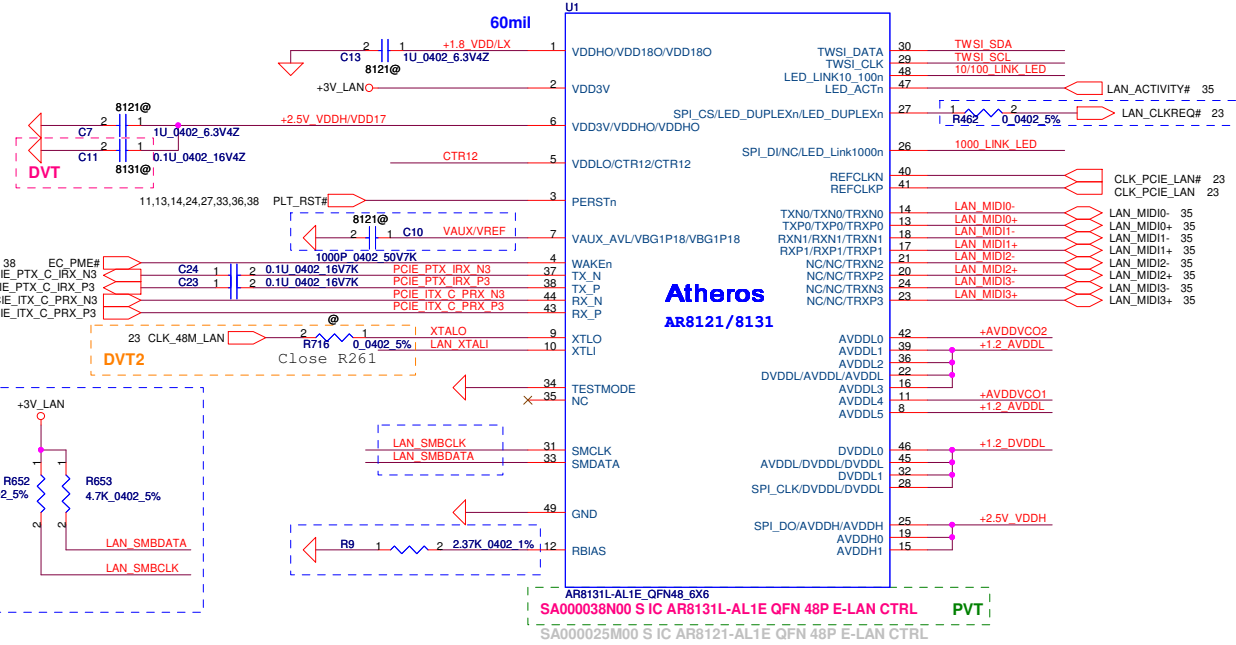 U1
60mil
C13 2 1 +1.8_VDD/LX 1 VDDHO/VDD18O/VDD18O
1U_0402_6.3V4Z
8121@
+3V_LAN 2 VDD3V
8121@
C7 2 1 +2.5V_VDDH/VDD17 6 VDD3V/VDDHO/VDDHO
1U_0402_6.3V4Z
C11 2 1 0.1U_0402_16V4Z
8131@
DVT
CTR12 5 VDDLO/CTR12/CTR12
11,13,14,24,27,33,36,38 PLT_RST# 3 PERSTn
8121@
2 1 C10 VAUX/VREF 7 VAUX_AVL/VBG1P18/VBG1P18
1000P_0402_50V7K
38 EC_PME# 4 WAKEn
IE_PTX_C_IRX_N3 C24 1 2 0.1U_0402_16V7K PCIE_PTX_IRX_N3 37 TX_N
IE_PTX_C_IRX_P3 C23 1 2 0.1U_0402_16V7K PCIE_PTX_IRX_P3 38 TX_P
CIE_ITX_C_PRX_N3 PCIE_ITX_C_PRX_N3 44 RX_N
CIE_ITX_C_PRX_P3 PCIE_ITX_C_PRX_P3 43 RX_P
@
23 CLK_48M_LAN 2 1 XTALO 9 XTLO
R716 0_0402_5% LAN_XTALI 10 XTLI
DVT2 Close R261
34 TESTMODE
35 NC
LAN_SMBCLK 31 SMCLK
LAN_SMBDATA 33 SMDATA
49 GND
R9 1 2 2.37K_0402_1% 12 RBIAS
+3V_LAN
1 1
R652 R653
2_5% 4.7K_0402_5%
2 2
LAN_SMBDATA
LAN_SMBCLK
Atheros
AR8121/8131
TWSI_DATA 30 TWSI_SDA
TWSI_CLK 29 TWSI_SCL
LED_LINK10_100n 48 10/100_LINK_LED
LED_ACTn 47 LAN_ACTIVITY# 35
SPI_CS/LED_DUPLEXn/LED_DUPLEXn 27 1 2 LAN_CLKREQ# 23
R462 0_0402_5%
SPI_DI/NC/LED_Link1000n 26 1000_LINK_LED
REFCLKN 40 CLK_PCIE_LAN# 23
REFCLKP 41 CLK_PCIE_LAN 23
TXN0/TXN0/TRXN0 14 LAN_MIDI0- LAN_MIDI0- 35
TXP0/TXP0/TRXP0 13 LAN_MIDI0+ LAN_MIDI0+ 35
RXN1/RXN1/TRXN1 18 LAN_MIDI1- LAN_MIDI1- 35
RXP1/RXP1/TRXP1 17 LAN_MIDI1+ LAN_MIDI1+ 35
NC/NC/TRXN2 21 LAN_MIDI2- LAN_MIDI2- 35
NC/NC/TRXP2 20 LAN_MIDI2+ LAN_MIDI2+ 35
NC/NC/TRXN3 24 LAN_MIDI3- LAN_MIDI3- 35
NC/NC/TRXP3 23 LAN_MIDI3+ LAN_MIDI3+ 35
AVDDL0 42 +AVDDVCO2
AVDDL1 39 +1.2_AVDDL
AVDDL2 36
DVDDL/AVDDL/AVDDL 22
AVDDL3 16
AVDDL4 11 +AVDDVCO1
AVDDL5 8 +1.2_AVDDL
DVDDL0 46 +1.2_DVDDL
AVDDL/DVDDL/DVDDL 45
DVDDL1 32
SPI_CLK/DVDDL/DVDDL 28
SPI_DO/AVDDH/AVDDH 25 +2.5V_VDDH
AVDDH0 19
AVDDH1 15
AR8131L-AL1E_QFN48_6X6
SA000038N00 S IC AR8131L-AL1E QFN 48P E-LAN CTRL PVT
SA000025M00 S IC AR8121-AL1E QFN 48P E-LAN CTRL